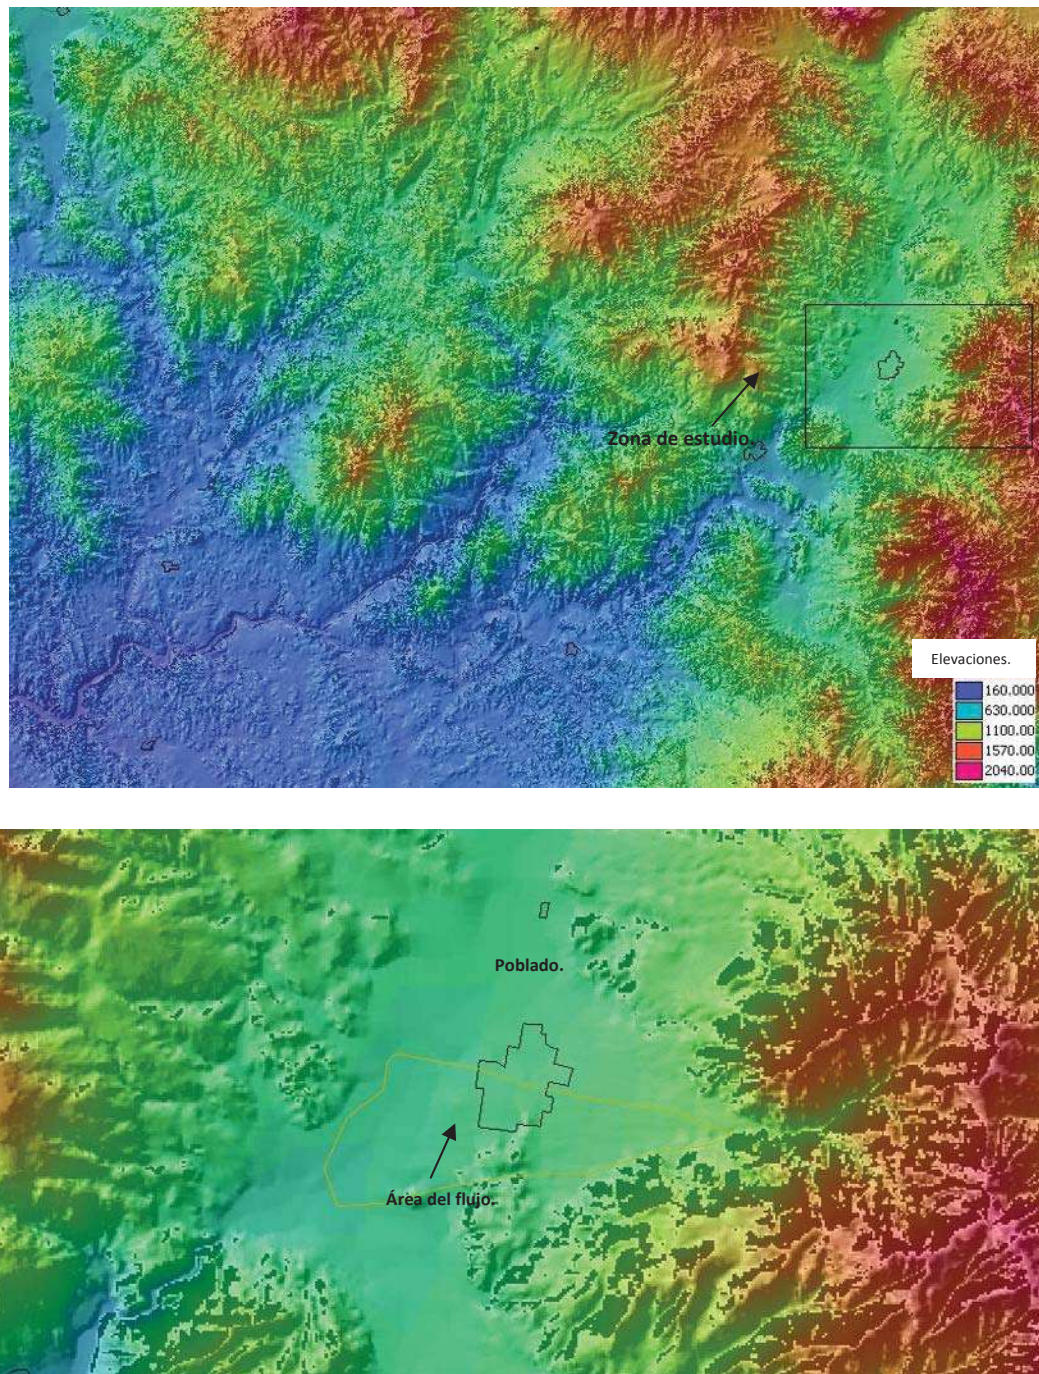 Zona de estudio.
Elevaciones.
160.000
630.000
1100.00
1570.00
2040.00
Poblado.
Área del flujo.